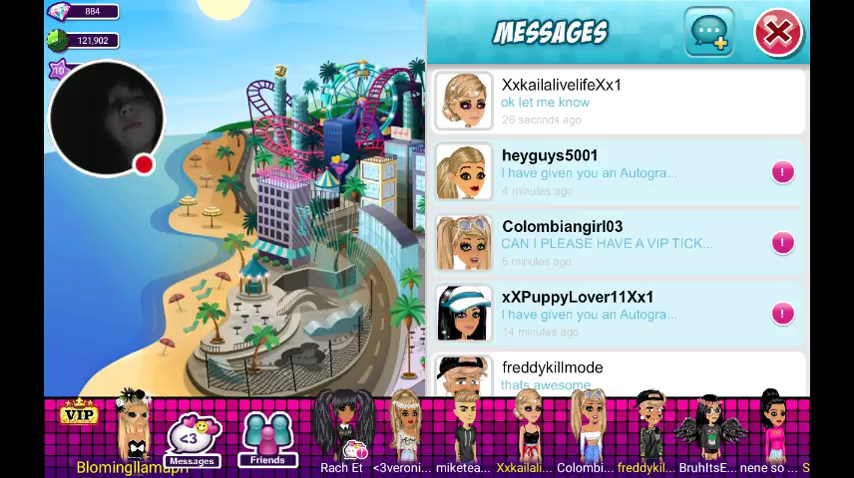 884
121,902
10
MESSAGES
XxkailalivelifeXx1
ok let me know
26 seconds ago
heyguys5001
I have given you an Autogra...
4 minutes ago
!
Colombiangirl03
CAN I PLEASE HAVE A VIP TICK...
5 minutes ago
!
xXPuppyLover11Xx1
I have given you an Autogra...
14 minutes ago
!
freddykillmode
thats awesome
VIP
Blomingllamaprr
<3
Messages
Friends
Rach Et
<3veroni...
miketea...
Xxkailali...
Colombi...
freddykil...
BruhItsE...
nene so ...
S